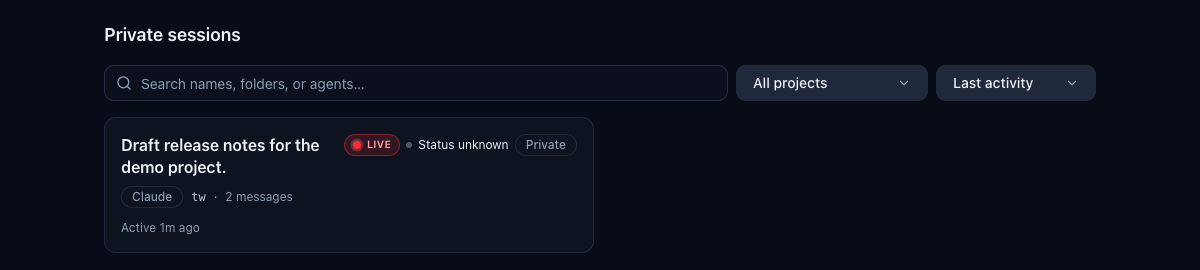 Private sessions
Search names, folders, or agents...
All projects
Last activity
Draft release notes for the
demo project.
LIVE
Status unknown
Private
Claude tw · 2 messages
Active 1m ago